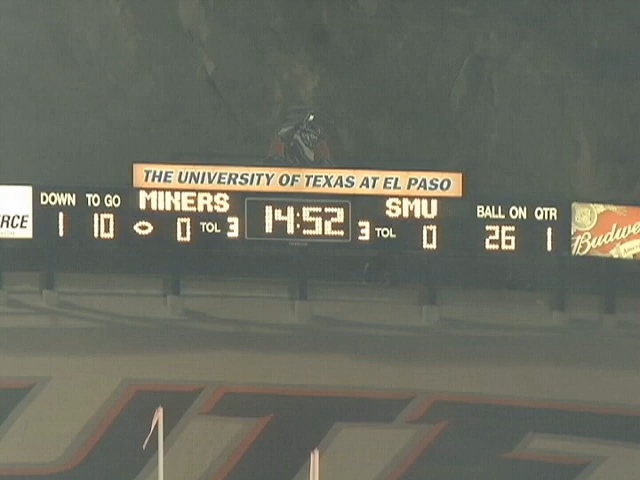 THE UNIVERSITY OF TEXAS AT EL PASO
DOWN TO GO MINERS 14:52 SMU BALL ON QTR
1 10 0 TOL 3 3 TOL 0 26 1
RCE
Budwe
UTE